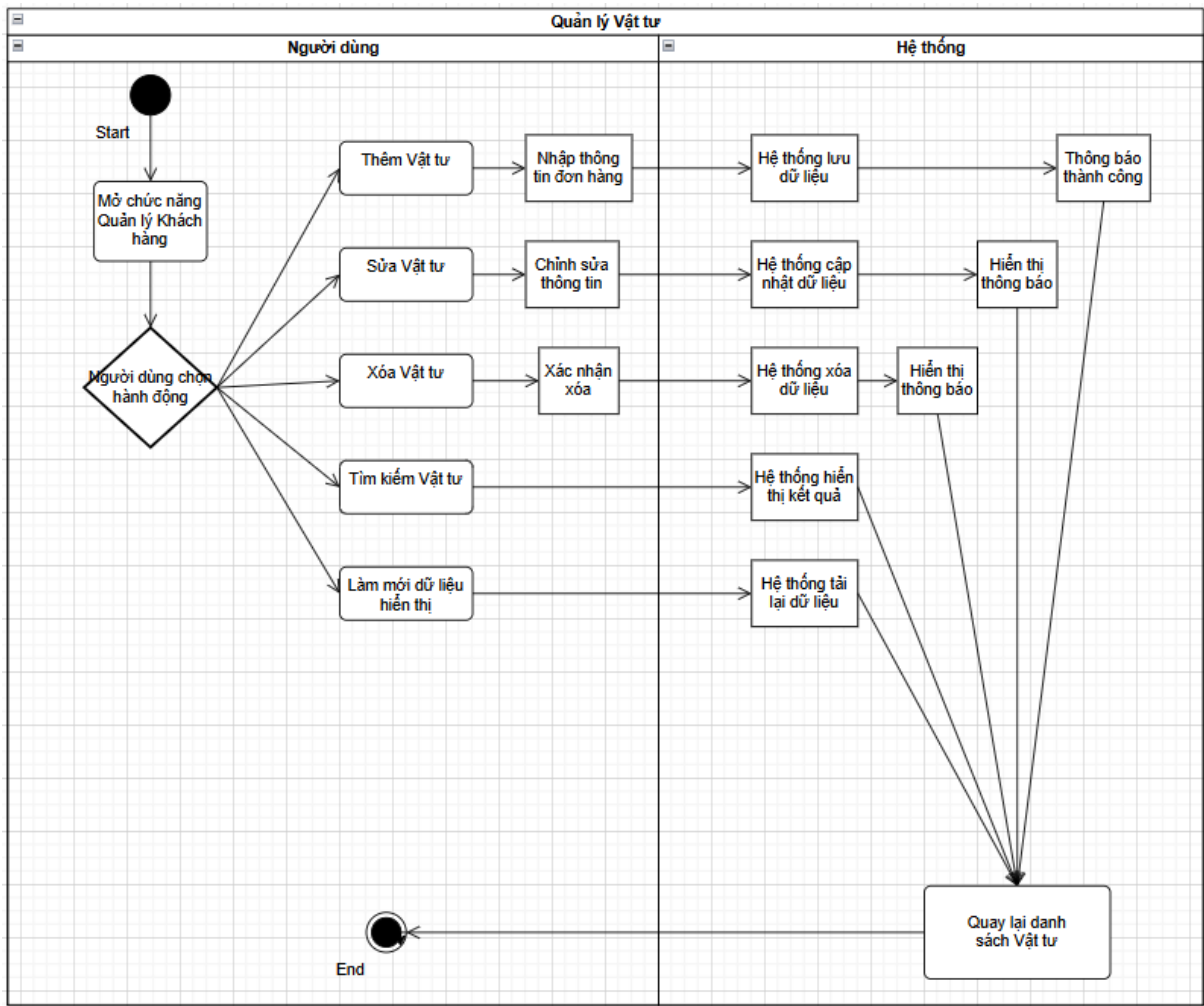 Quản lý Vật tư
Người dùng
Hệ thống
Start
Mở chức năng
Quản lý Khách
hàng
Người dùng chọn
hành động
Thêm Vật tư
Nhập thông
tin đơn hàng
Hệ thống lưu
dữ liệu
Thông báo
thành công
Sửa Vật tư
Chỉnh sửa
thông tin
Hệ thống cập
nhật dữ liệu
Hiển thị
thông báo
Xóa Vật tư
Xác nhận
xóa
Hệ thống xóa
dữ liệu
Hiển thị
thông báo
Tìm kiếm Vật tư
Hệ thống hiển
thị kết quả
Làm mới dữ liệu
hiển thị
Hệ thống tải
lại dữ liệu
Quay lại danh
sách Vật tư
End